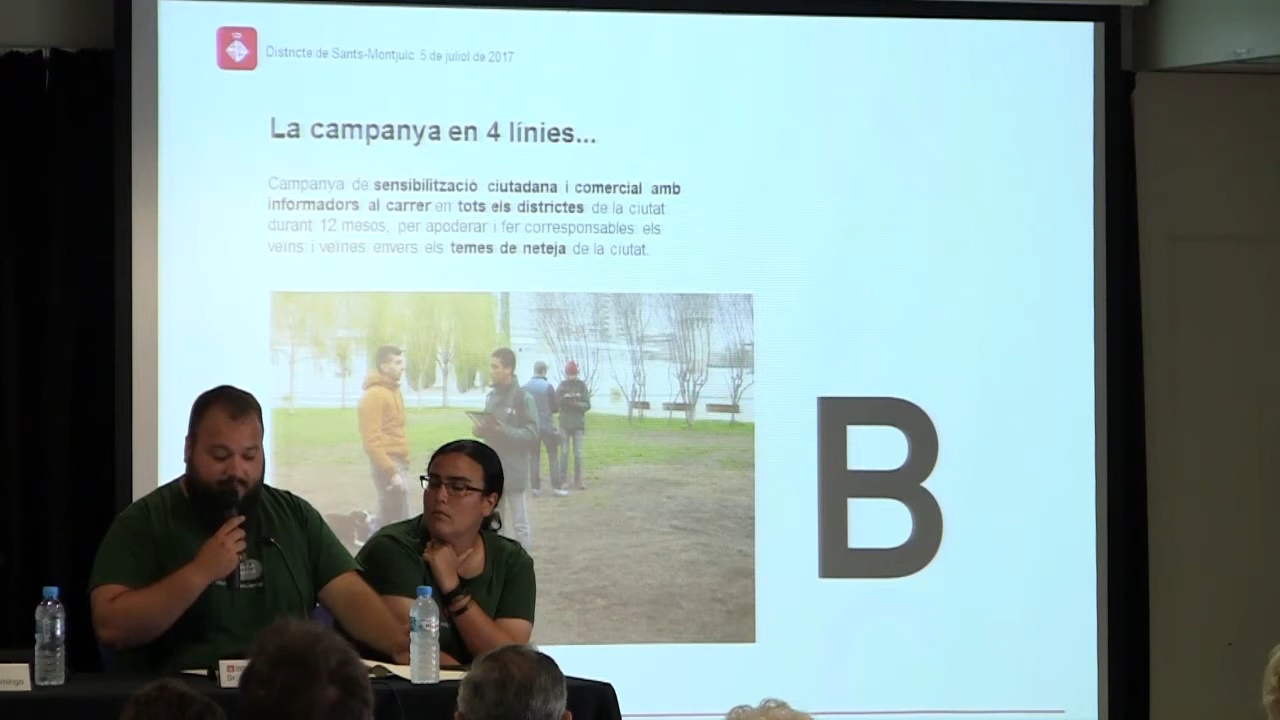 Districte de Sants-Montjuïc 5 de juliol de 2017
La campanya en 4 línies...
Campanya de sensibilització ciutadana i comercial amb
informadors al carrer en tots els districtes de la ciutat
durant 12 mesos, per apoderar i fer corresponsables els
veïns i veïnes envers els temes de neteja de la ciutat.
B